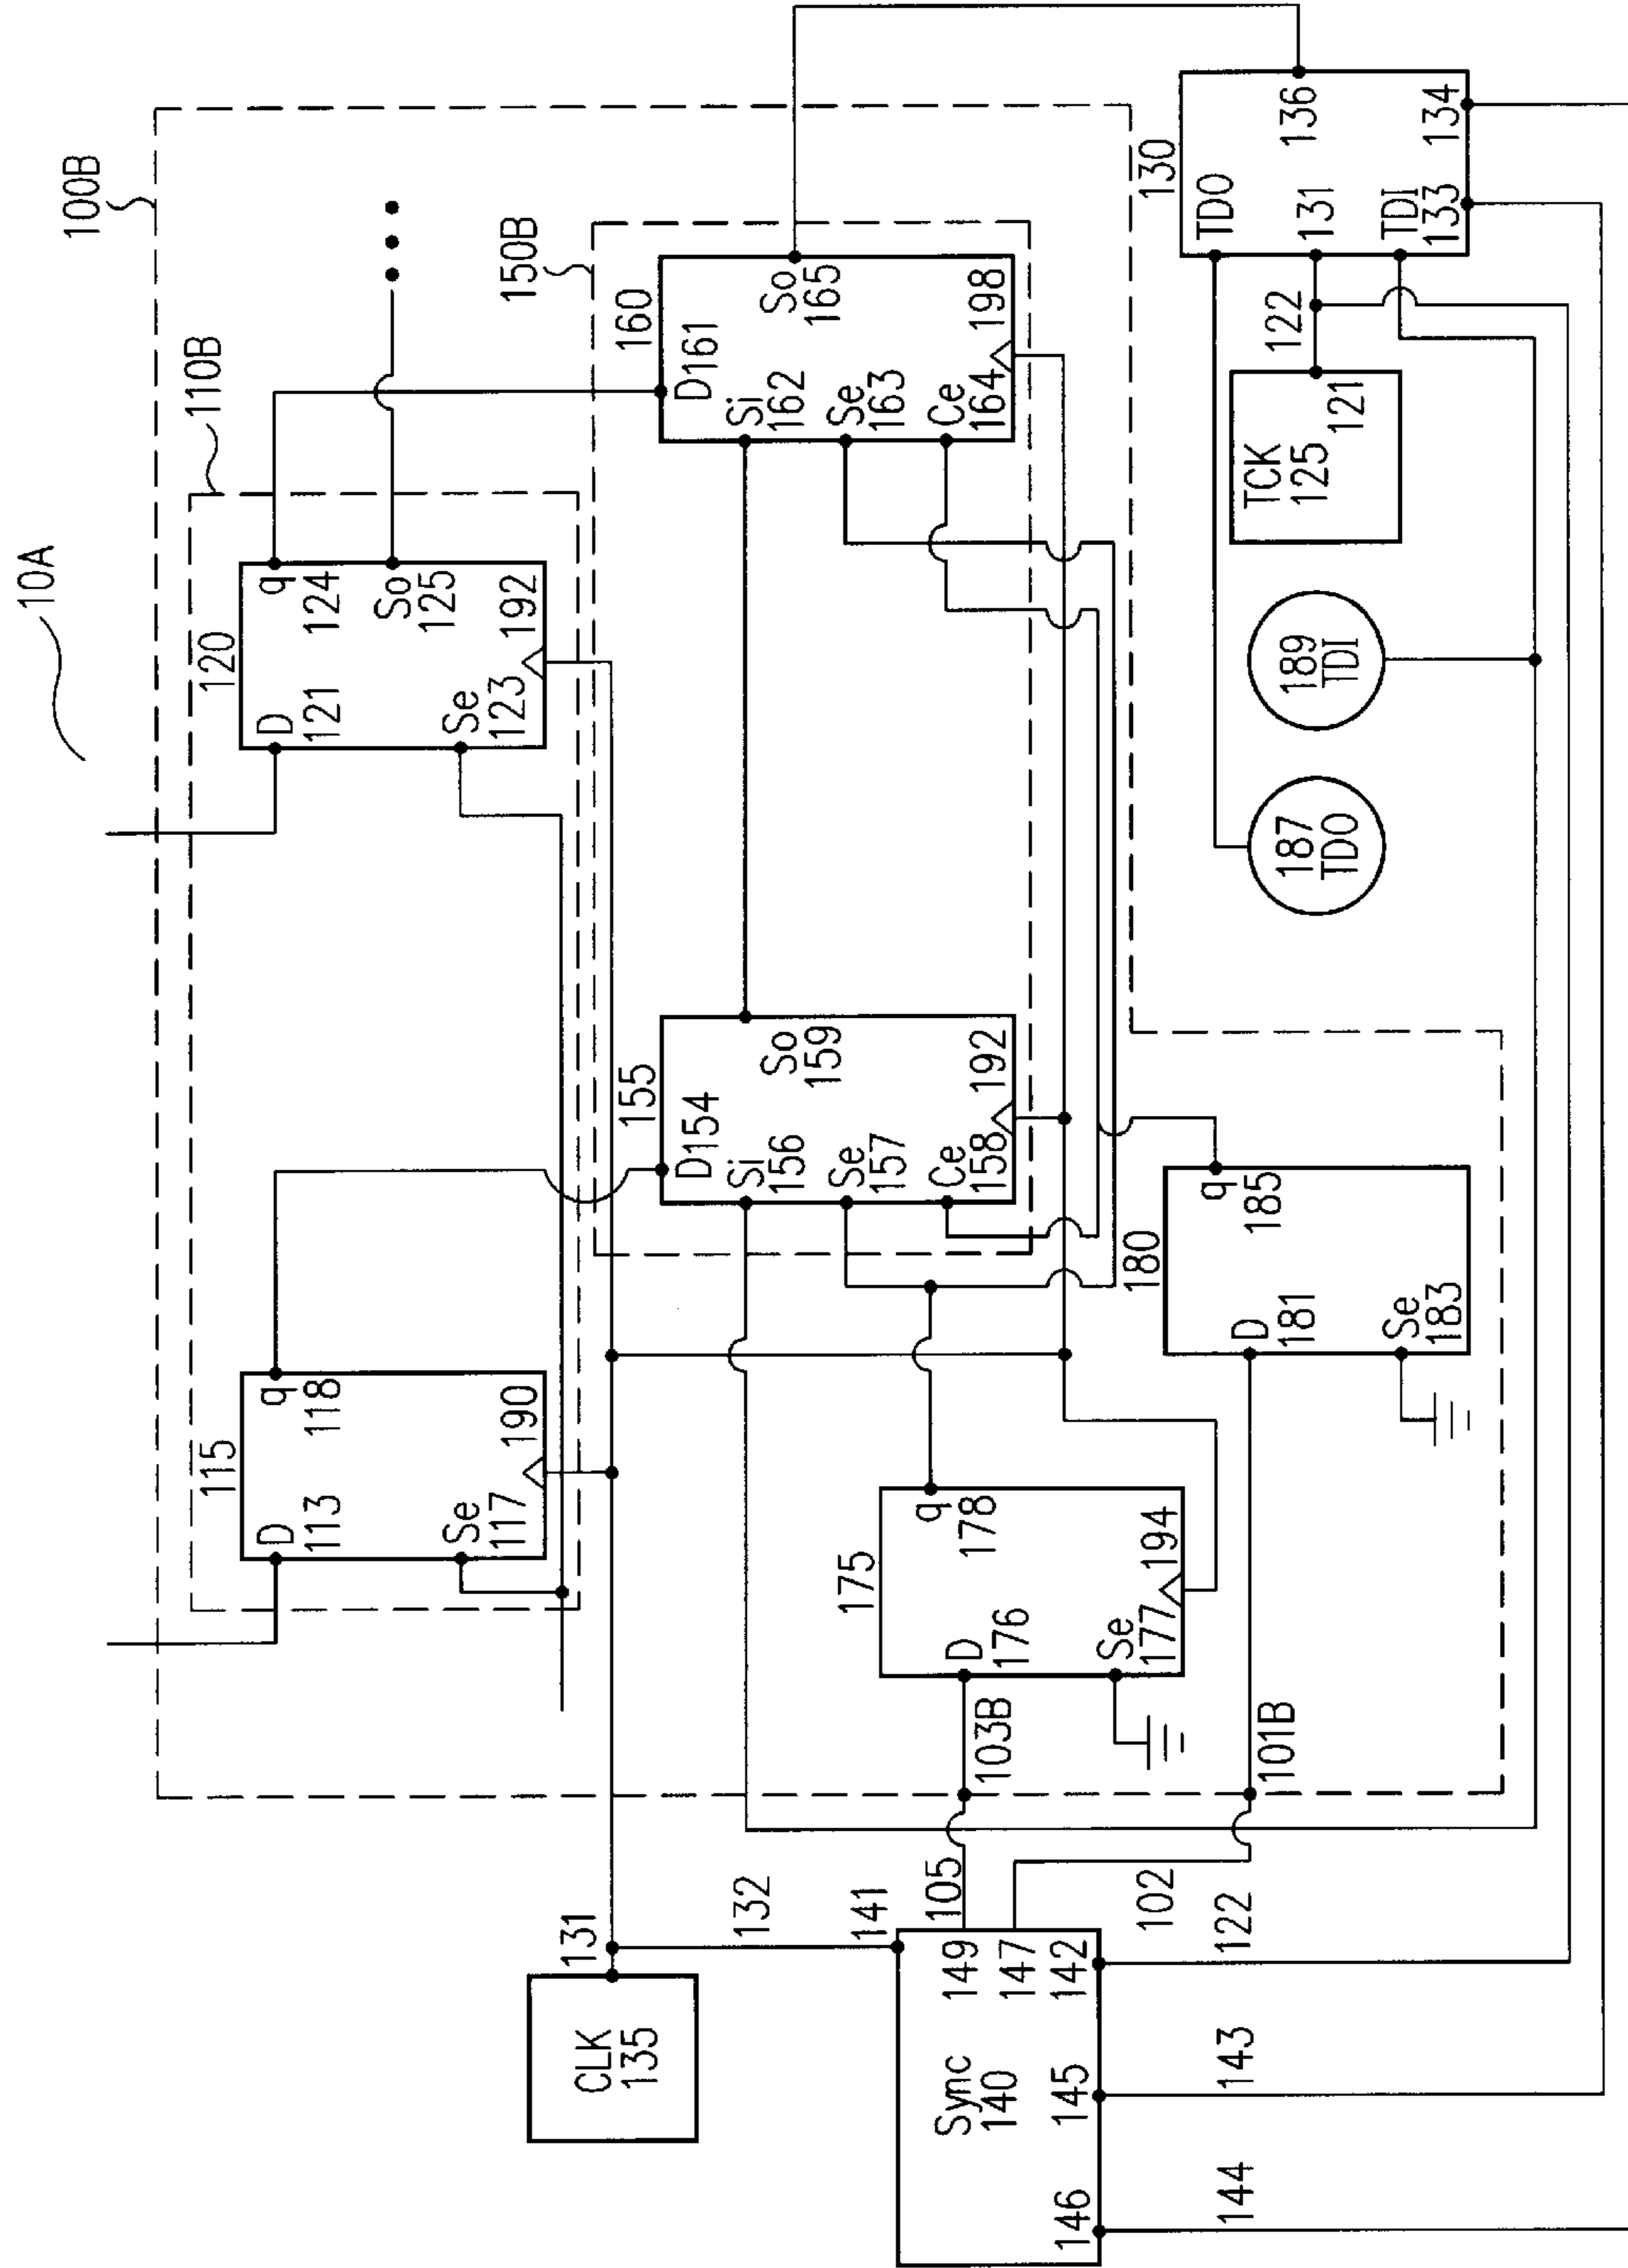 10A
100B
110B
115
D
113
q
118
Se
117
190
120
D
121
q
124
So
125
Se
123
192
150B
155
D154
Si
156
So
159
Se
157
Ce
158
192
160
D161
Si
162
So
165
Se
163
Ce
164
198
CLK
135
131
132
141
105
149
147
142
Sync
140
145
146
102
122
143
144
103B
101B
175
D
176
q
178
Se
177
194
180
D
181
q
185
Se
183
187
TDO
189
TDI
TCK
125
121
122
130
TDO
131
136
TDI
133
134